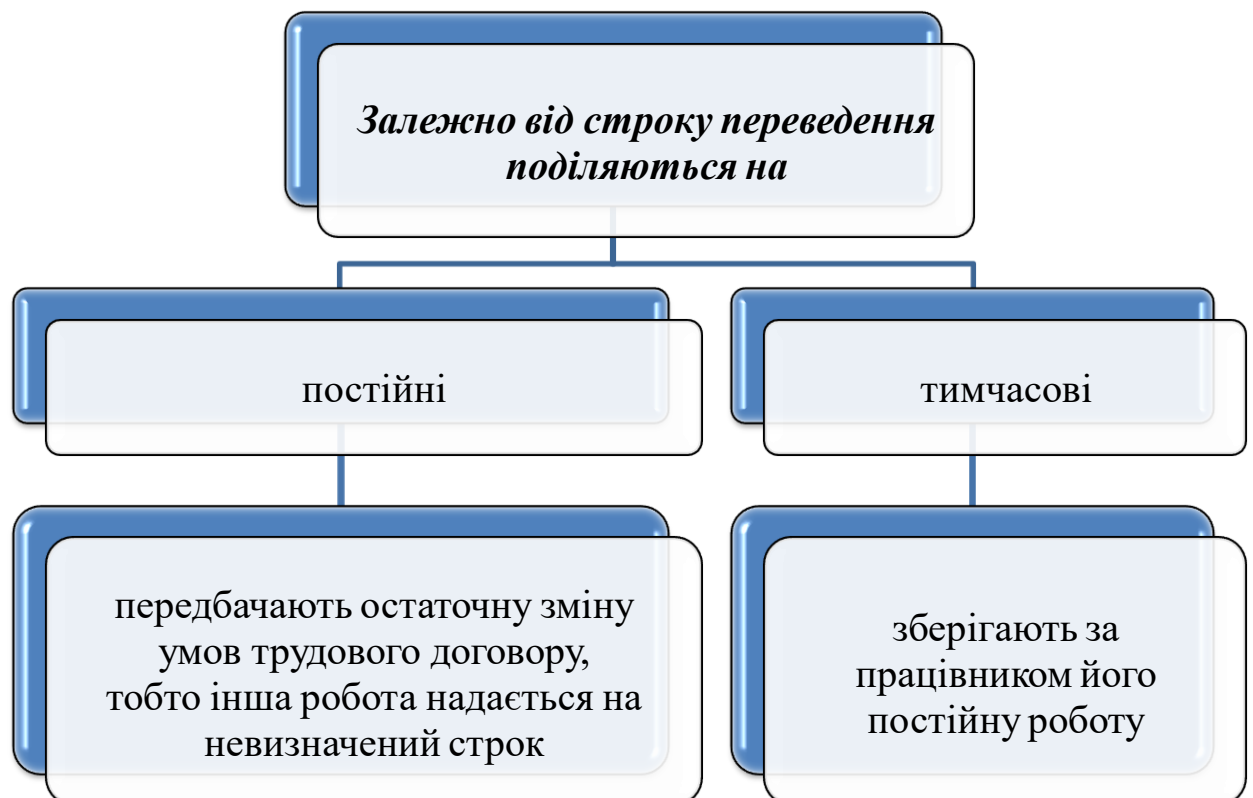 Залежно від строку переведення
поділяються на
постійні
тимчасові
передбачають остаточну зміну
умов трудового договору,
тобто інша робота надається на
невизначений строк
зберігають за
працівником його
постійну роботу